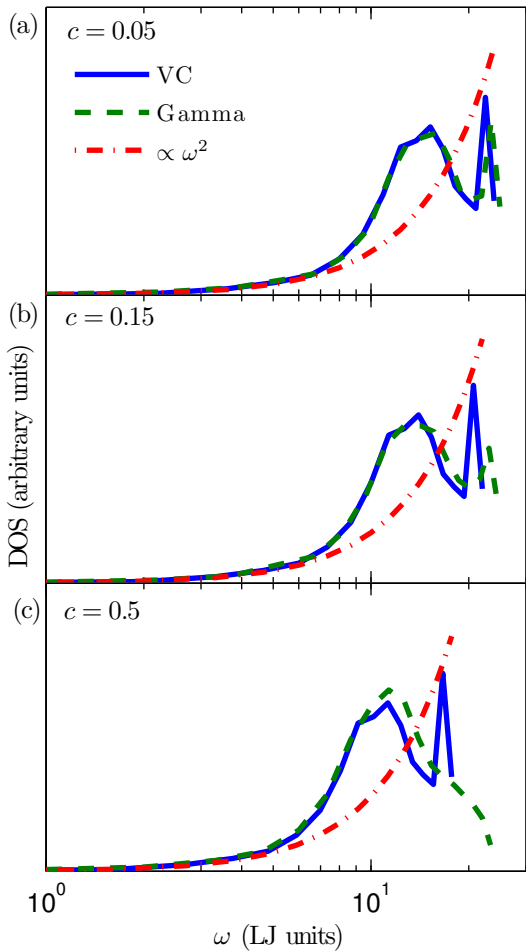 (a)
c = 0.05
VC
Gamma
∝ ω²
(b)
c = 0.15
DOS (arbitrary units)
(c)
c = 0.5
10⁰
10¹
ω (LJ units)